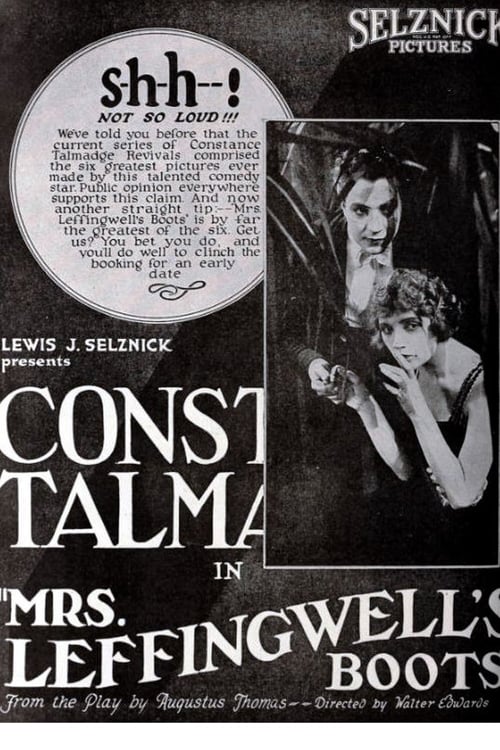 SELZNICK
PICTURES
sh-h--!
NOT SO LOUD!!!
We've told you before that the
current series of Constance
Talmadge Revivals comprised
the six greatest pictures ever
made by this talented comedy
star. Public opinion everywhere
supports this claim. And now
another straight tip:--Mrs.
Leffingwell's Boots' is by far
the greatest of the six. Get
us? You bet you do, and
you'll do well to clinch the
booking for an early
date
LEWIS J. SELZNICK
presents
CONST
TALMA
IN
"MRS.
LEFFINGWELL'S
BOOTS
From the Play by Augustus Thomas--Directed by Walter Edwards